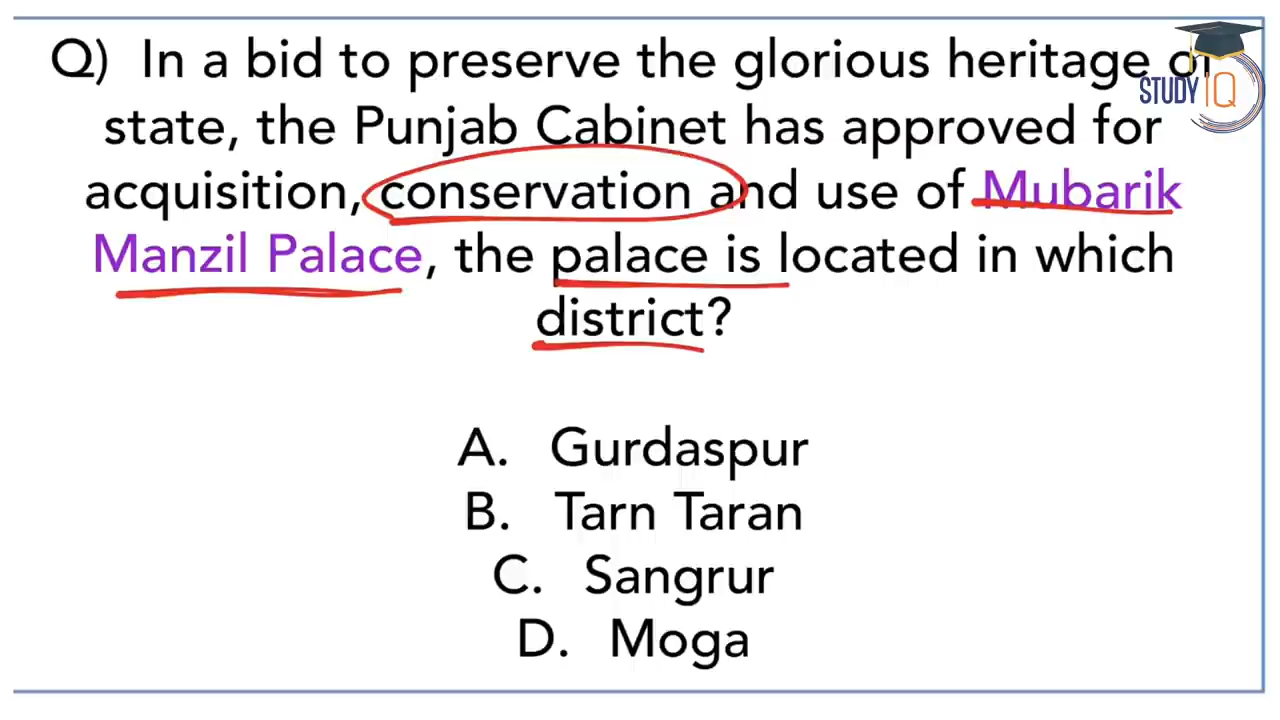 Q) In a bid to preserve the glorious heritage of
state, the Punjab Cabinet has approved for
acquisition, conservation and use of Mubarik
Manzil Palace, the palace is located in which
district?
A. Gurdaspur
B. Tarn Taran
C. Sangrur
D. Moga
STUDY IQ